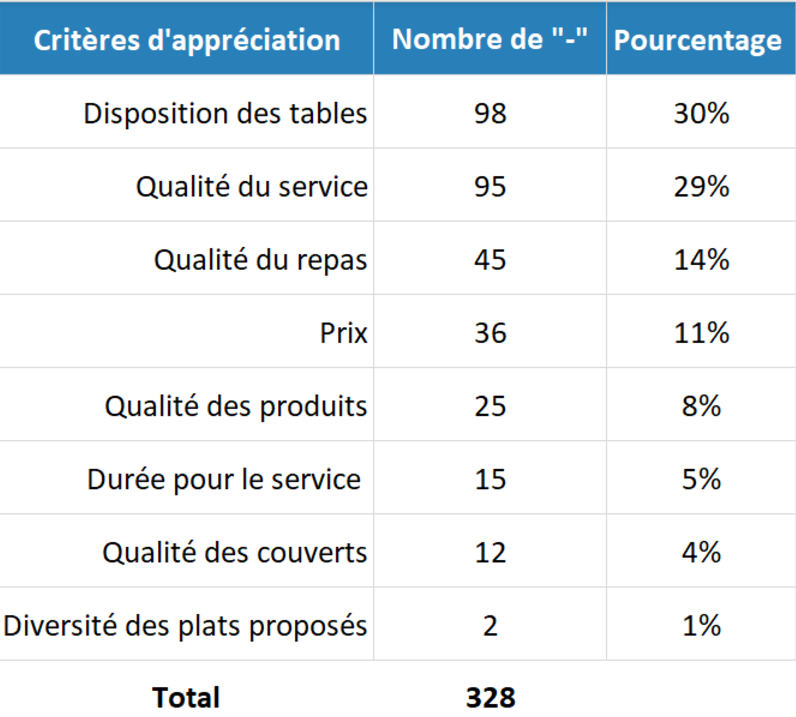 Critères d'appréciation Nombre de "-" Pourcentage
Disposition des tables 98 30%
Qualité du service 95 29%
Qualité du repas 45 14%
Prix 36 11%
Qualité des produits 25 8%
Durée pour le service 15 5%
Qualité des couverts 12 4%
Diversité des plats proposés 2 1%
Total 328